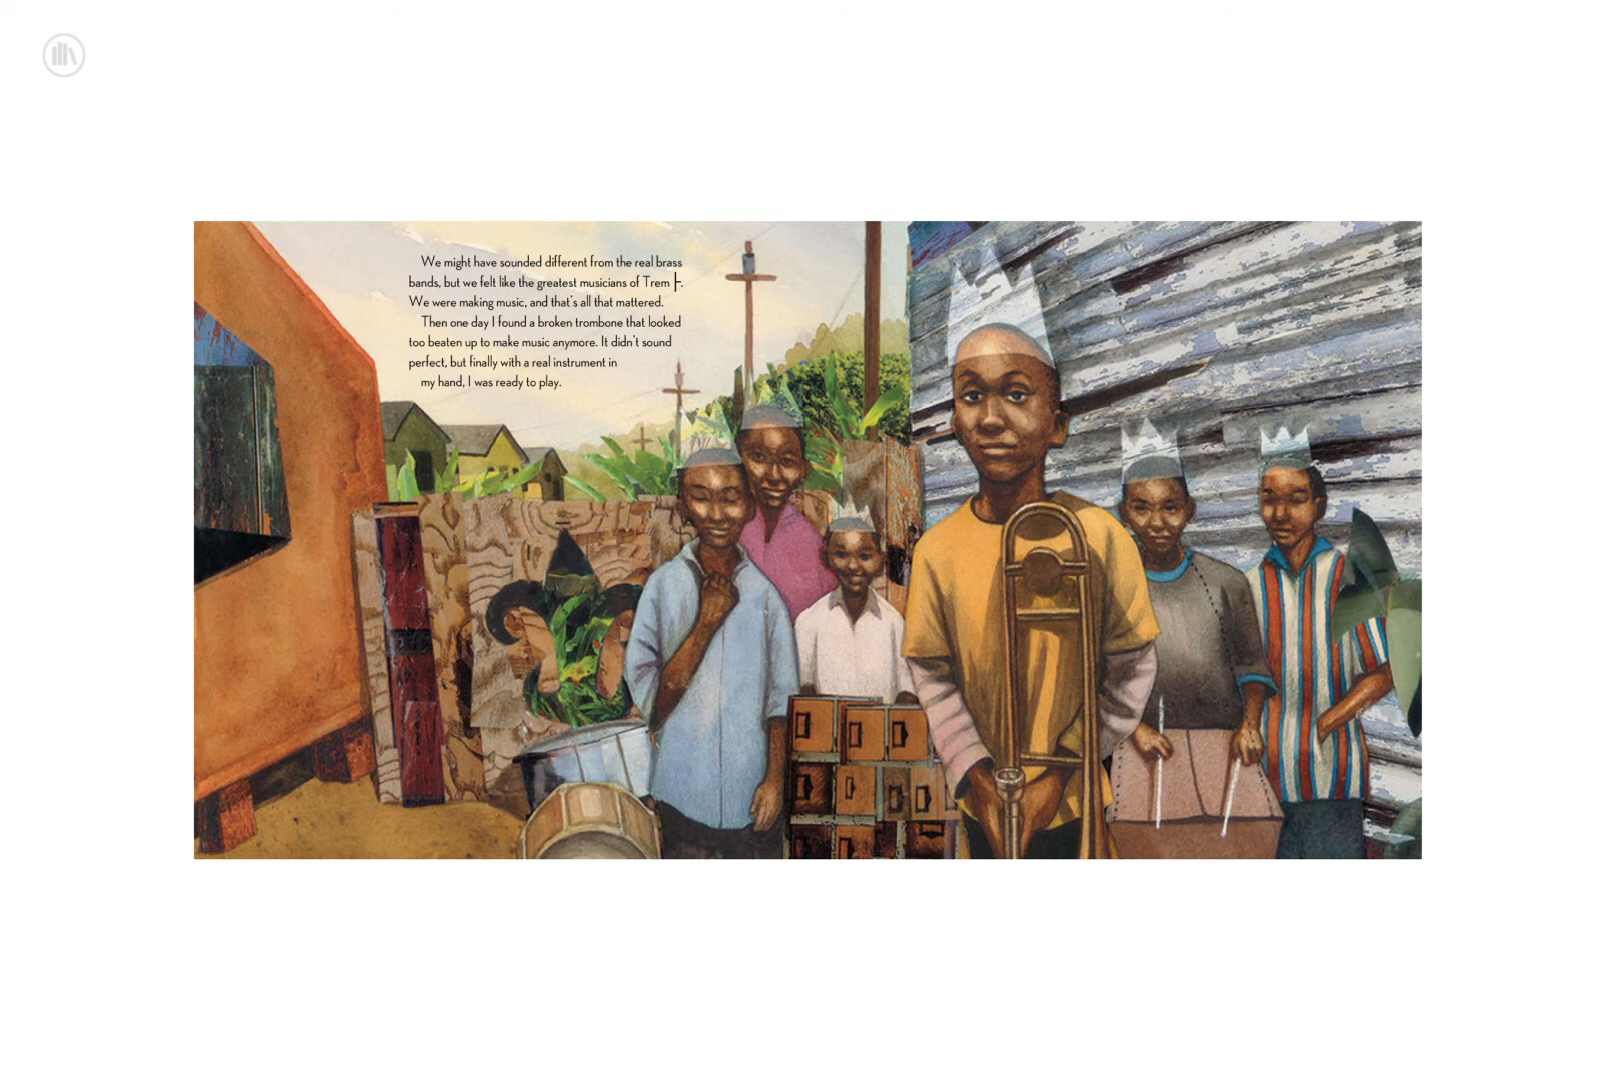 We might have sounded different from the real brass
bands, but we felt like the greatest musicians of Trem├.
We were making music, and that's all that mattered.
Then one day I found a broken trombone that looked
too beaten up to make music anymore. It didn't sound
perfect, but finally with a real instrument in
my hand, I was ready to play.